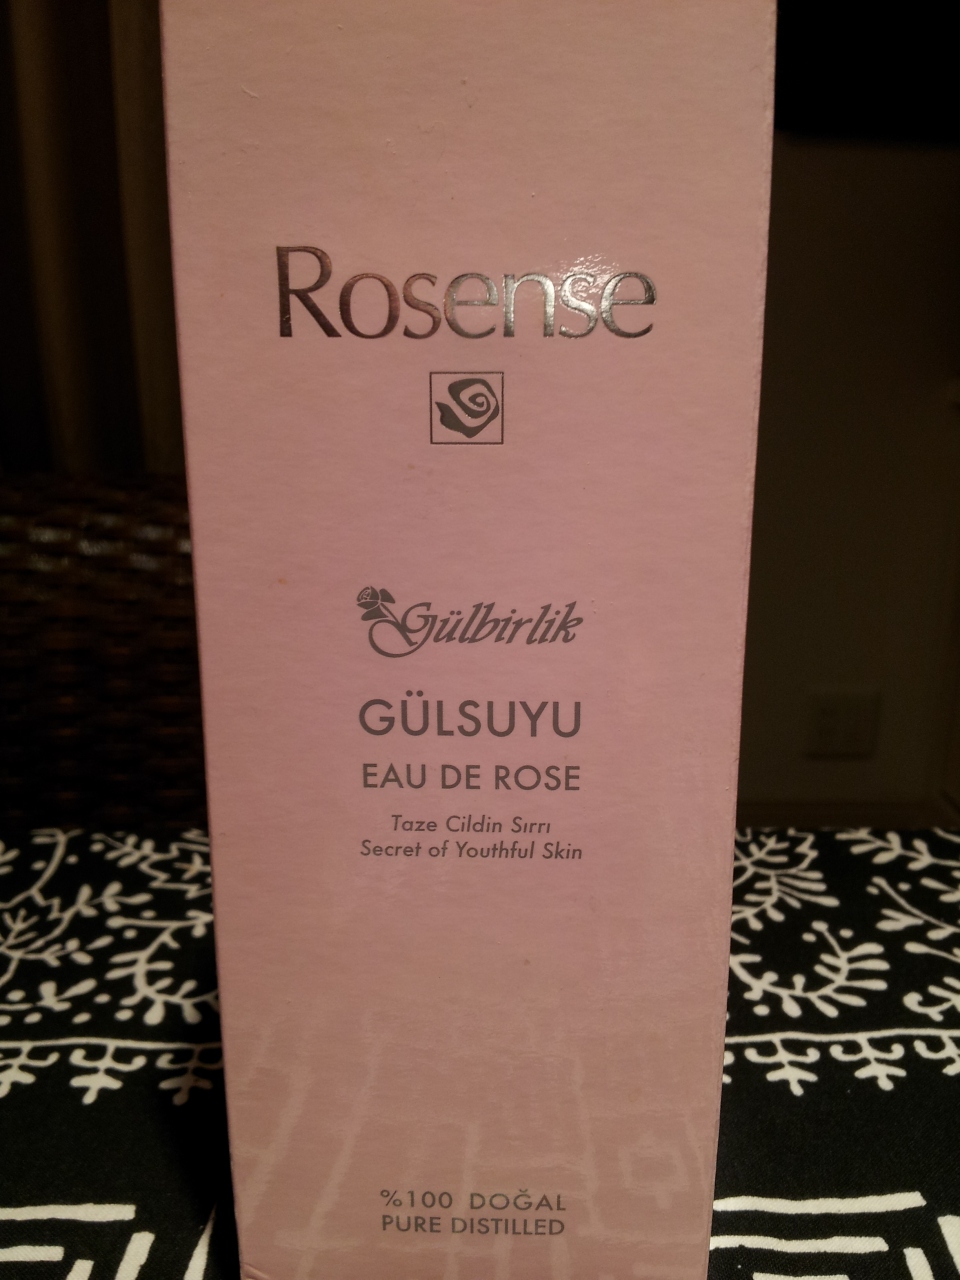 Rosense
Gülbirlik
GÜLSUYU
EAU DE ROSE
Taze Cildin Sırrı
Secret of Youthful Skin
%100 DOĞAL
PURE DISTILLED